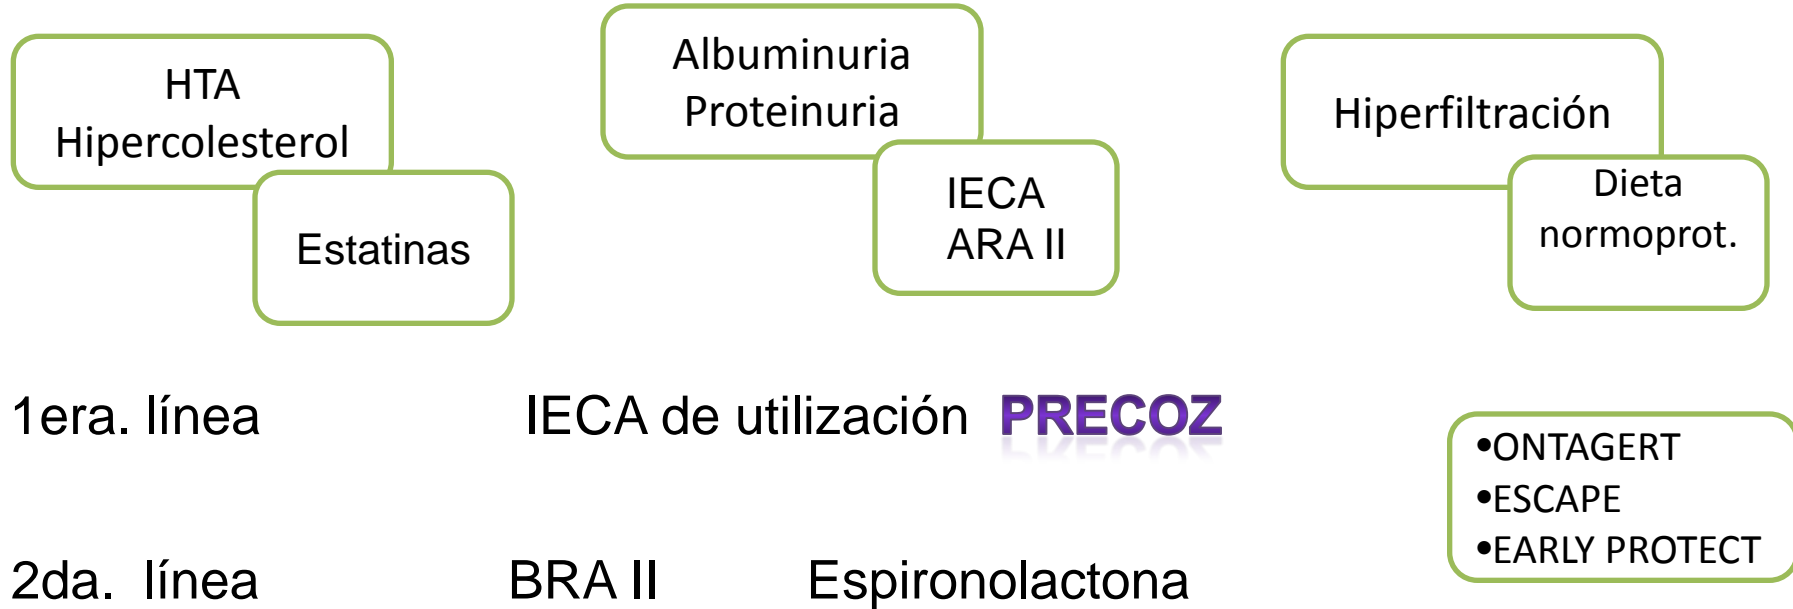 HTA
Hipercolesterol
Estatinas
Albuminuria
Proteinuria
IECA
ARA II
Hiperfiltración
Dieta
normoprot.
1era. línea IECA de utilización PRECOZ
2da. línea BRA II Espironolactona
•ONTAGERT
•ESCAPE
•EARLY PROTECT